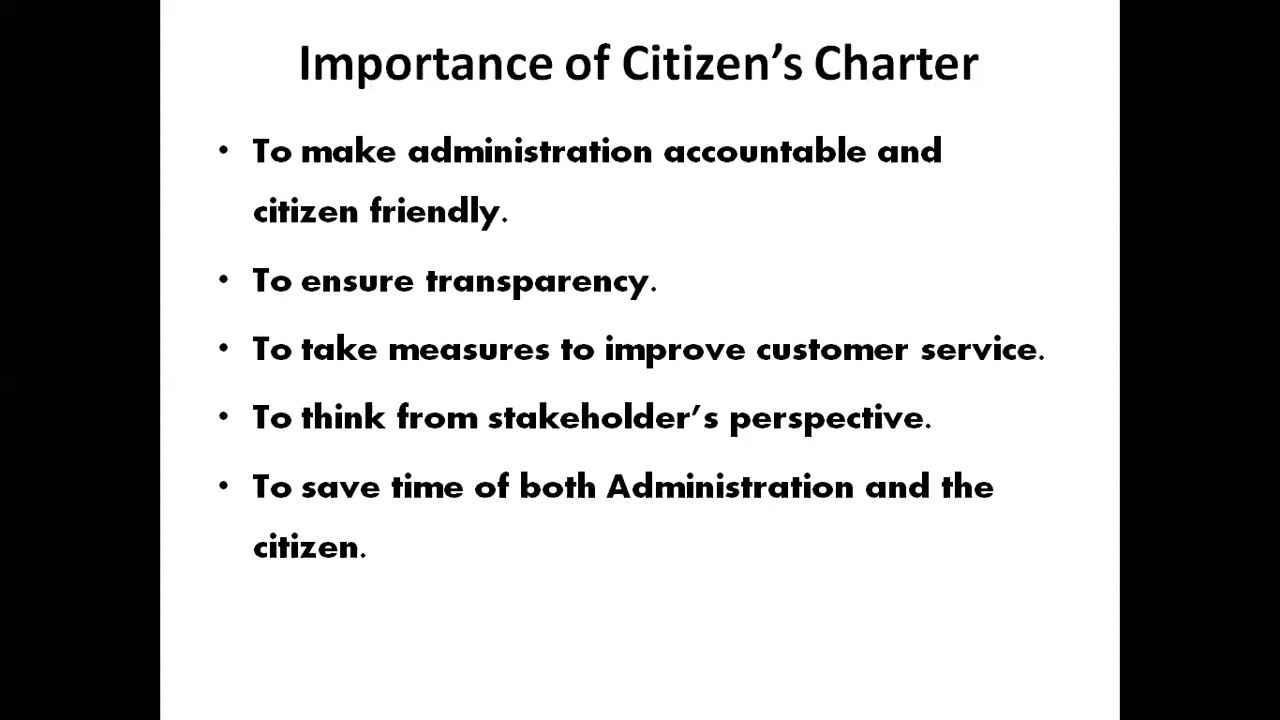 Importance of Citizen’s Charter
• To make administration accountable and
citizen friendly.
• To ensure transparency.
• To take measures to improve customer service.
• To think from stakeholder’s perspective.
• To save time of both Administration and the
citizen.